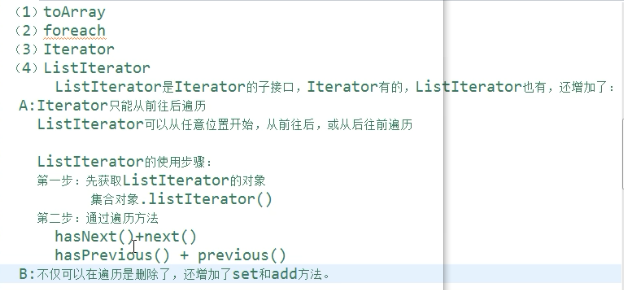 （1）toArray
（2）foreach
（3）Iterator
（4）ListIterator
ListIterator是Iterator的子接口，Iterator有的，ListIterator也有，还增加了：
A:Iterator只能从前往后遍历
ListIterator可以从任意位置开始，从前往后，或从后往前遍历
ListIterator的使用步骤：
第一步：先获取ListIterator的对象
集合对象.listIterator()
第二步：通过遍历方法
hasNext()+next()
hasPrevious() + previous()
B:不仅可以在遍历是删除了，还增加了set和add方法。